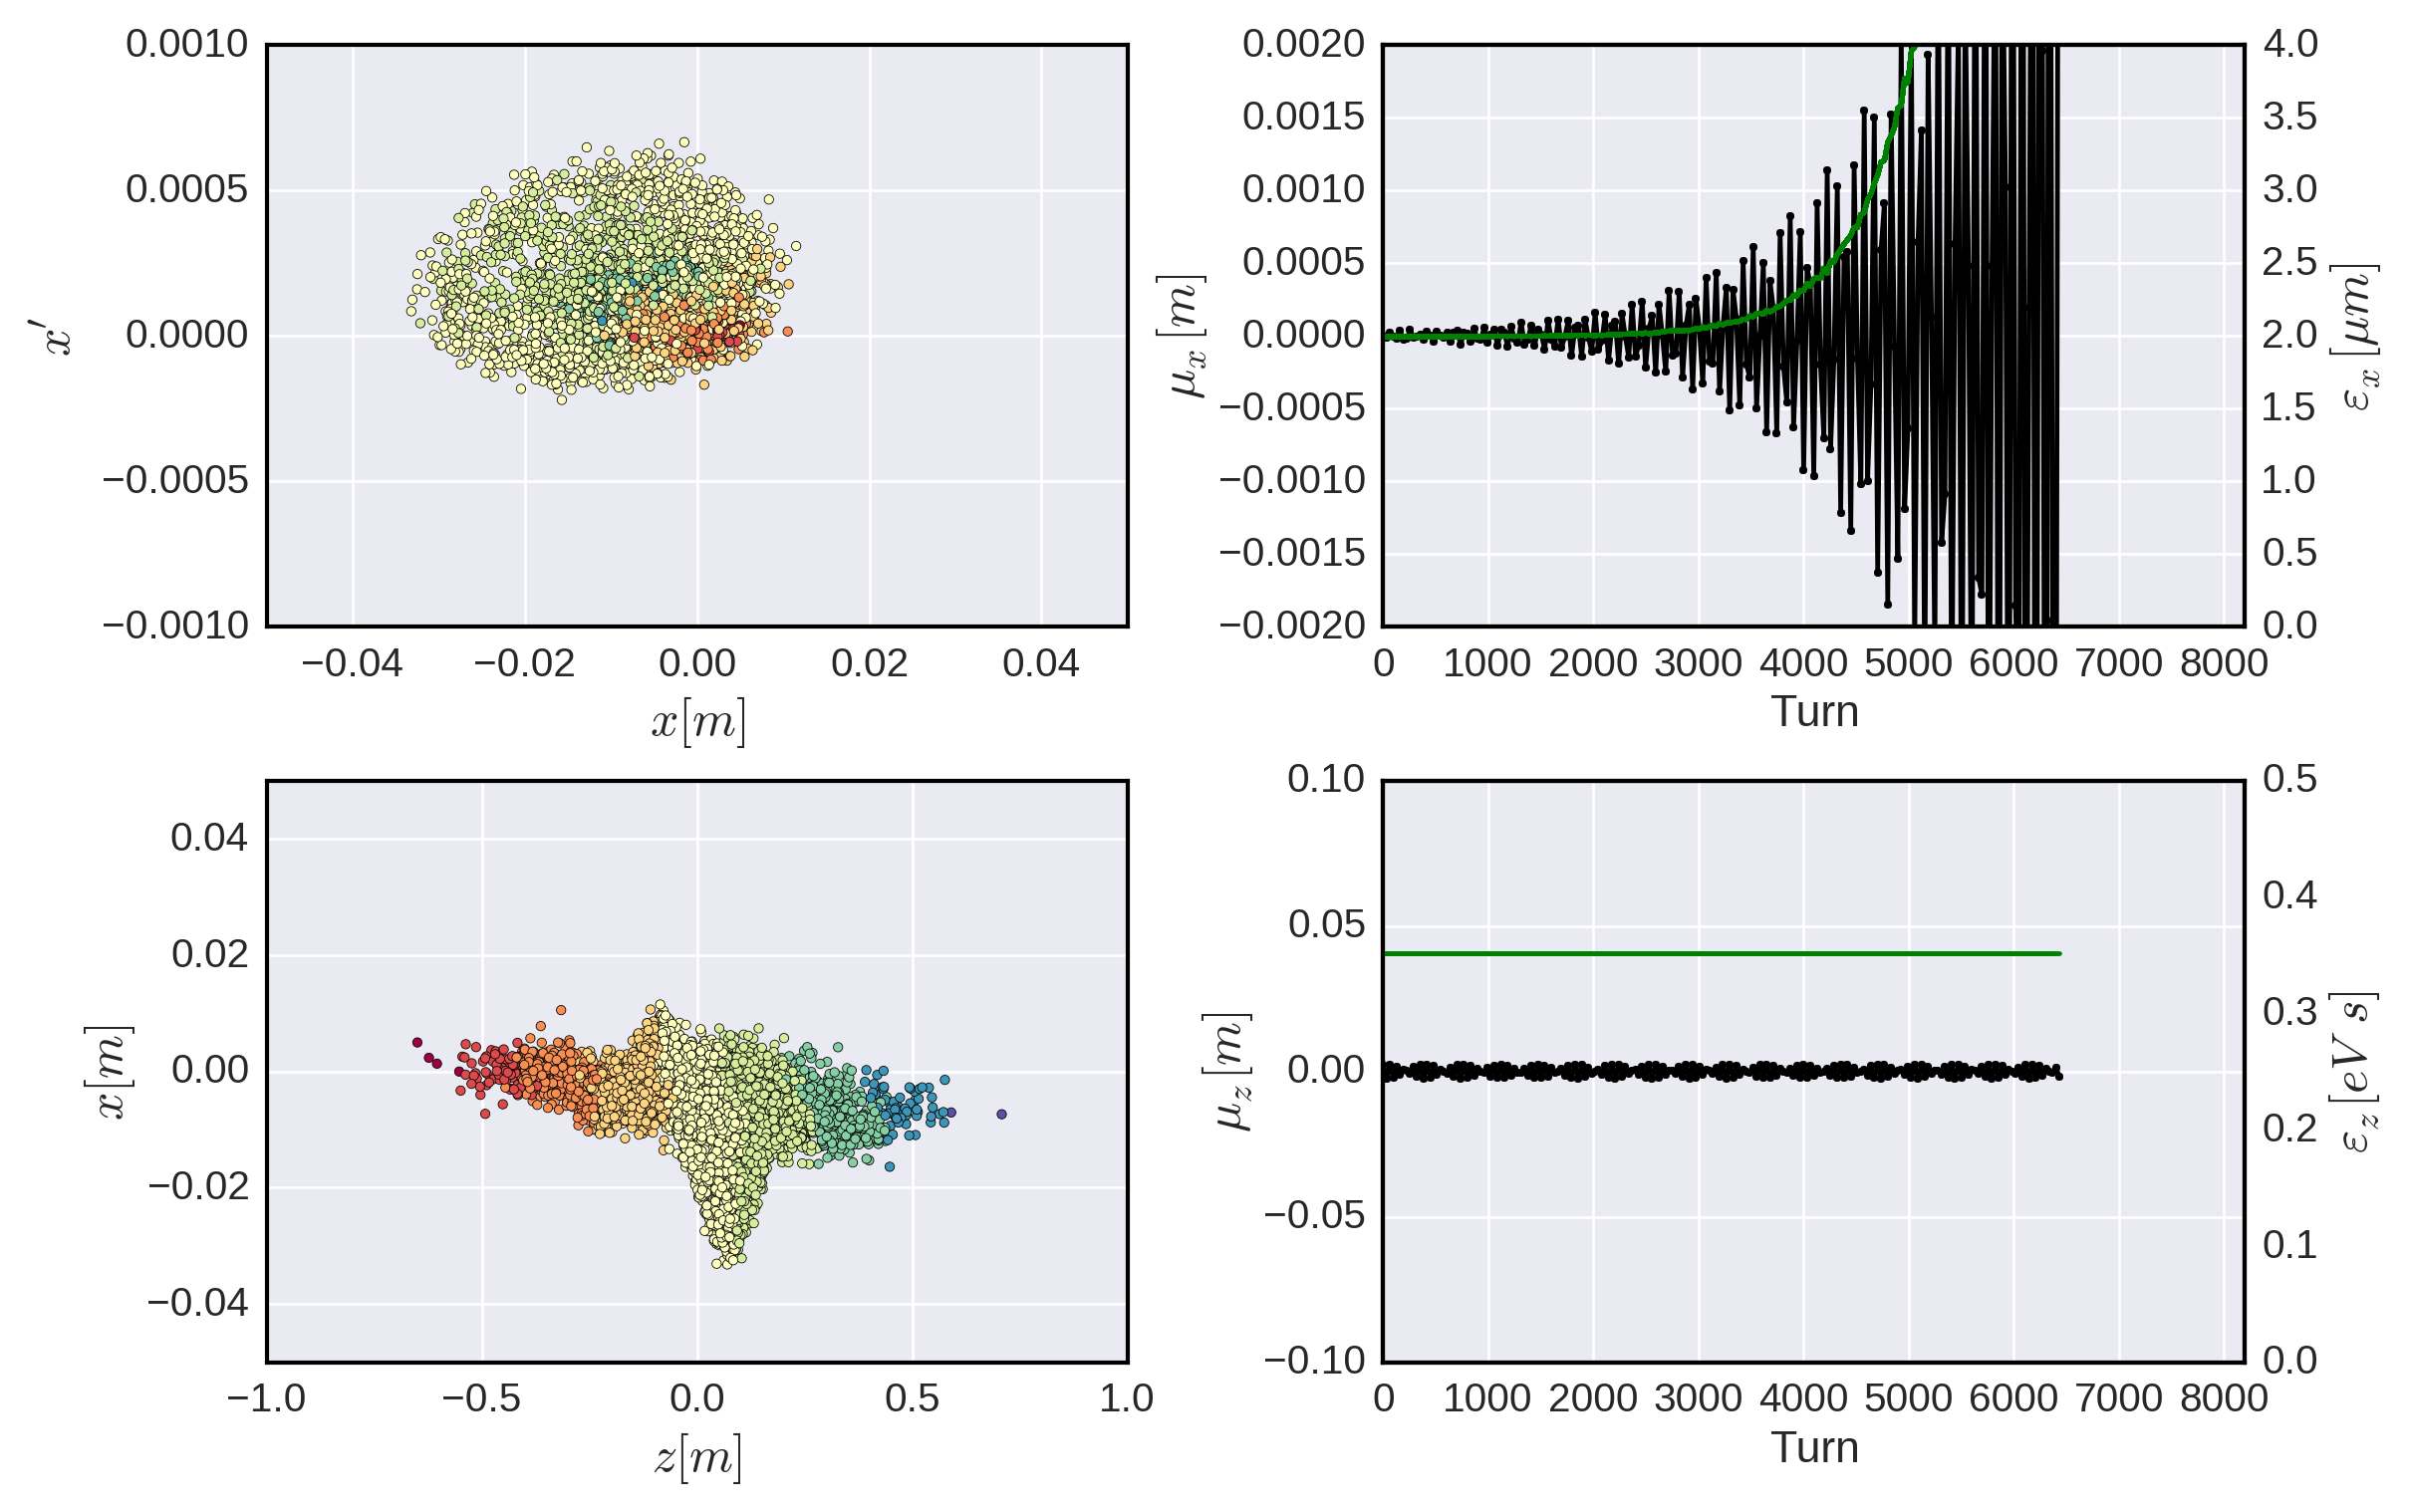 0.0010
0.0005
0.0000
−0.0005
−0.0010
x′
−0.04 −0.02 0.00 0.02 0.04
x[m]
0.0020
0.0015
0.0010
0.0005
0.0000
−0.0005
−0.0010
−0.0015
−0.0020
μx [m]
4.0
3.5
3.0
2.5
2.0
1.5
1.0
0.5
0.0
εx [μm]
0 1000 2000 3000 4000 5000 6000 7000 8000
Turn
0.04
0.02
0.00
−0.02
−0.04
x[m]
−1.0 −0.5 0.0 0.5 1.0
z[m]
0.10
0.05
0.00
−0.05
−0.10
μz [m]
0.5
0.4
0.3
0.2
0.1
0.0
εz [eV s]
0 1000 2000 3000 4000 5000 6000 7000 8000
Turn